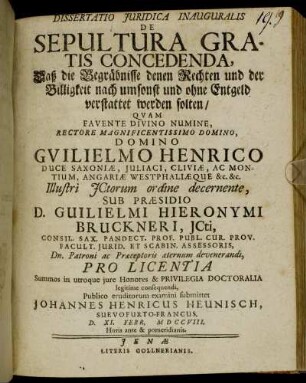 DISSERTATIO JURIDICA INAUGURALIS
DE
SEPULTURA GRA-
TIS CONCEDENDA,
Daß die Begräbnisse denen Rechten und der
Billigkeit nach umsonst und ohne Entgeld
verstattet werden solten/
QVAM
FAVENTE DIVINO NUMINE,
RECTORE MAGNIFICENTISSIMO DOMINO,
DOMINO
GVILIELMO HENRICO
DUCE SAXONIÆ, JULIACI, CLIVIÆ, AC MON-
TIUM, ANGARIÆ WESTPHALIÆQUE &c. &c.
Illustri JCtorum ordine decernente,
SUB PRÆSIDIO
D. GUILIELMI HIERONYMI
BRUCKNERI, JCti,
CONSIL. SAX. PANDECT. PROF. PUBL. CUR. PROV.
FACULT. JURID. ET SCABIN. ASSESSORIS,
Dn. Patroni ac Præceptoris æternum devenerandi,
PRO LICENTIA
Summos in utroque jure Honores & PRIVILEGIA DOCTORALIA
legitime consequendi,
Publico eruditorum examini submittet
JOHANNES HENRICUS HEUNISCH,
SUEVOFURTO-FRANCUS.
D. XI. FEBR. MDCCVIII.
Horis ante & pomeridianis.
JENÆ
LITERIS GOLLNERIANIS.